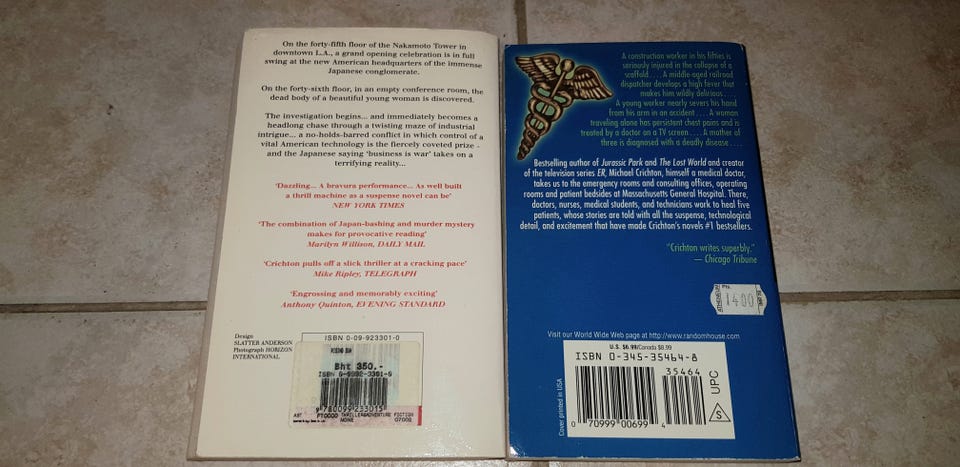 On the forty-fifth floor of the Nakamoto Tower in
downtown L.A., a grand opening celebration is in full
swing at the new American headquarters of the immense
Japanese conglomerate.
On the forty-sixth floor, in an empty conference room, the
dead body of a beautiful young woman is discovered.
The investigation begins... and immediately becomes a
headlong chase through a twisting maze of industrial
intrigue... a no-holds-barred conflict in which control of a
vital American technology is the fiercely coveted prize -
and the Japanese saying 'business is war' takes on a
terrifying reality...
'Dazzling... A bravura performance... As well built
a thrill machine as a suspense novel can be'
NEW YORK TIMES
'The combination of Japan-bashing and murder mystery
makes for provocative reading'
Marilyn Willison, DAILY MAIL
'Crichton pulls off a slick thriller at a cracking pace'
Mike Ripley, TELEGRAPH
'Engrossing and memorably exciting'
Anthony Quinton, EVENING STANDARD
Design
SLATTER ANDERSON
Photograph HORIZON
INTERNATIONAL
ISBN 0-09-923301-0
Bht 350.-
9 780099 233015
THRILLER&ADVENTURE FICTION
A construction worker in his fifties is
seriously injured in the collapse of a
scaffold.... A middle-aged railroad
dispatcher develops a high fever that
makes him wildly delirious....
A young worker nearly severs his hand
from his arm in an accident.... A woman
traveling alone has persistent chest pains and is
treated by a doctor on a TV screen.... A mother of
three is diagnosed with a deadly disease....
Bestselling author of Jurassic Park and The Lost World and creator
of the television series ER, Michael Crichton, himself a medical doctor,
takes us to the emergency rooms and consulting offices, operating
rooms and patient bedsides at Massachusetts General Hospital. There,
doctors, nurses, medical students, and technicians work to heal five
patients, whose stories are told with all the suspense, technological
detail, and excitement that have made Crichton's novels #1 bestsellers.
"Crichton writes superbly."
— Chicago Tribune
Visit our World Wide Web page at http://www.randomhouse.com
U.S. $6.99/Canada $8.99
ISBN 0-345-35464-8
35464
0 70999 00699 4
UPC
S
Cover printed in USA